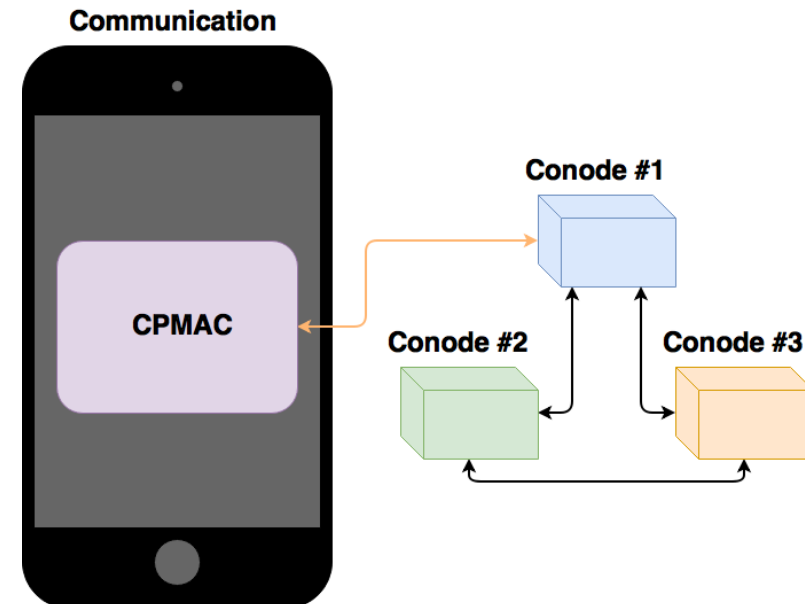 Communication
Conode #1
CPMAC
Conode #2
Conode #3